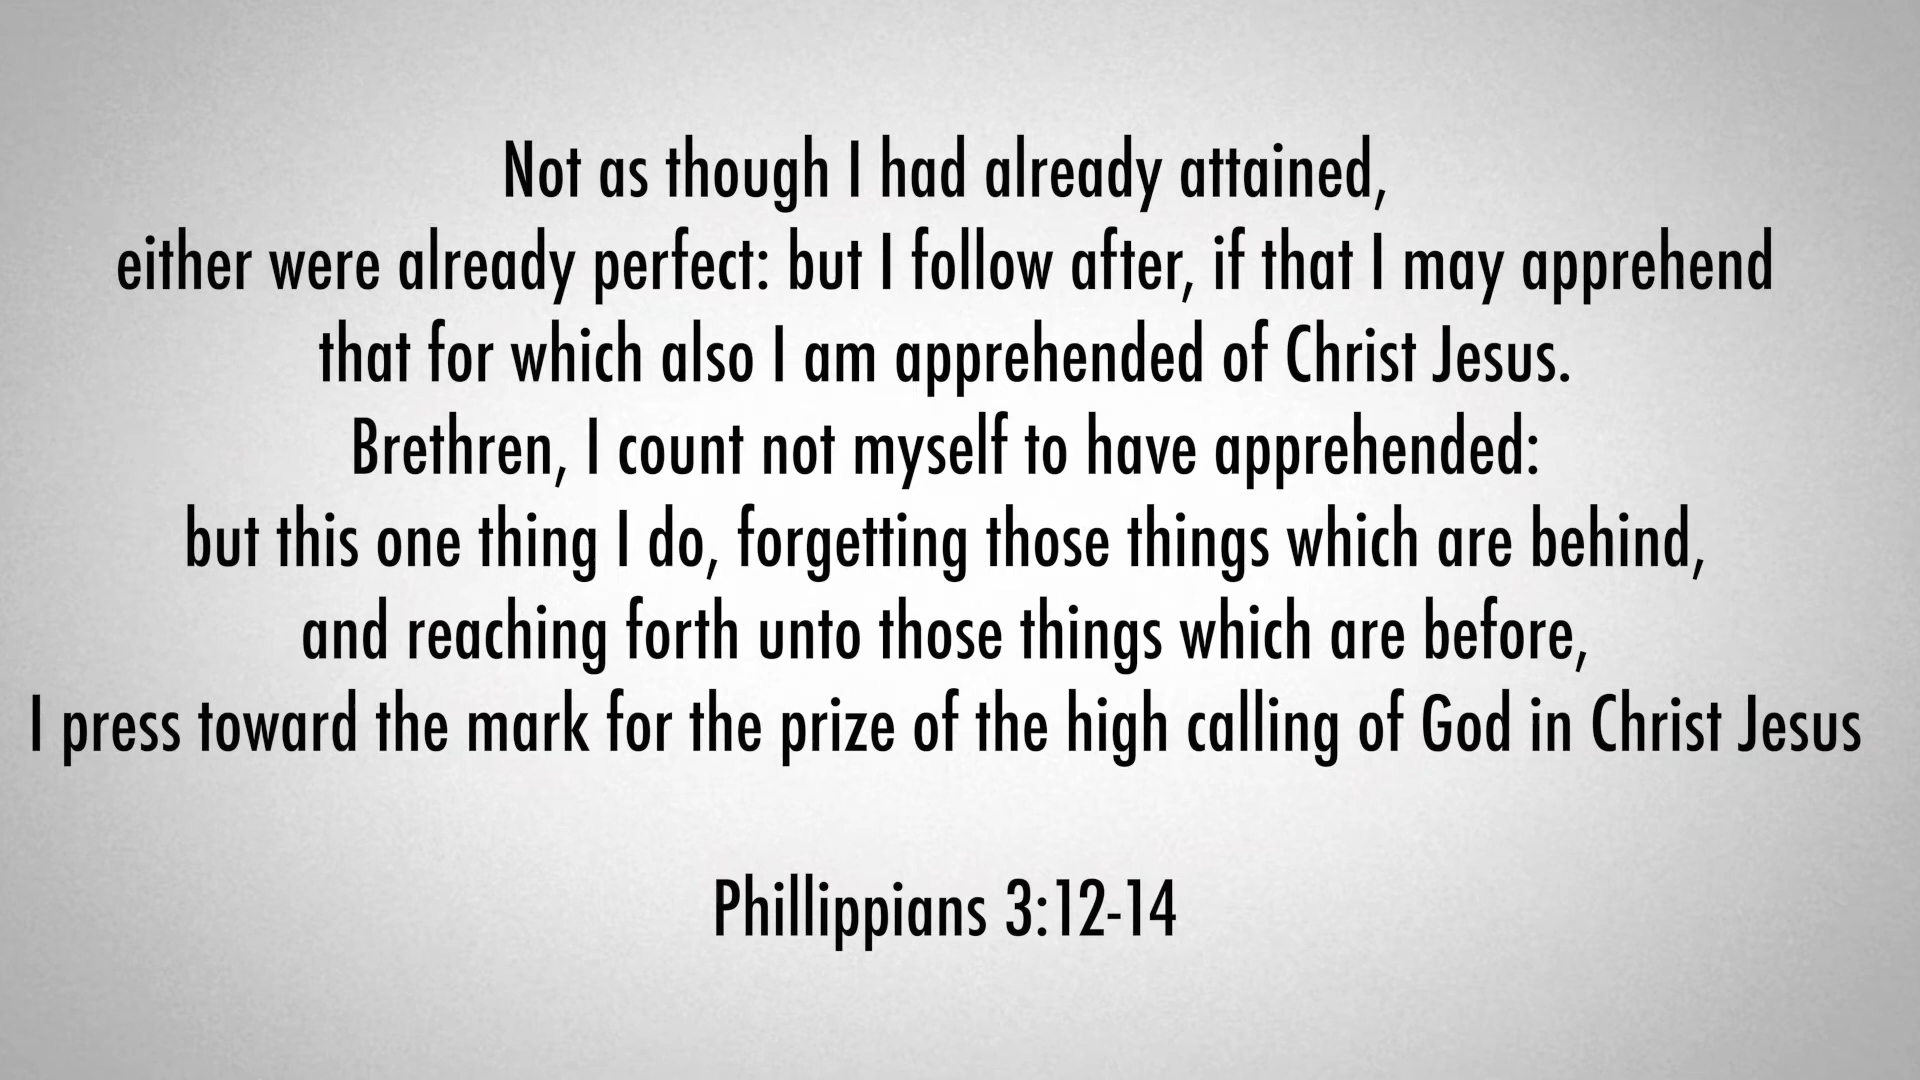 Not as though I had already attained,
either were already perfect: but I follow after, if that I may apprehend
that for which also I am apprehended of Christ Jesus.
Brethren, I count not myself to have apprehended:
but this one thing I do, forgetting those things which are behind,
and reaching forth unto those things which are before,
I press toward the mark for the prize of the high calling of God in Christ Jesus
Phillippians 3:12-14